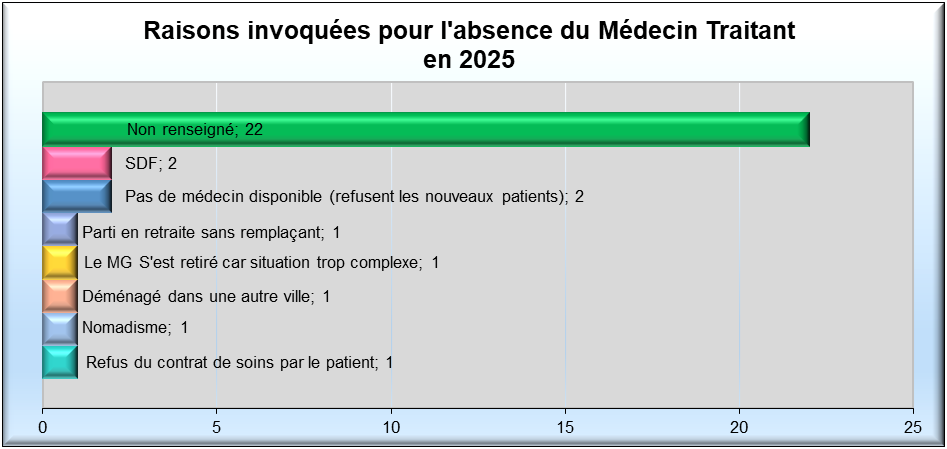 Raisons invoquées pour l'absence du Médecin Traitant
en 2025
Non renseigné; 22
SDF; 2
Pas de médecin disponible (refusent les nouveaux patients); 2
Parti en retraite sans remplaçant; 1
Le MG S'est retiré car situation trop complexe; 1
Déménagé dans une autre ville; 1
Nomadisme; 1
Refus du contrat de soins par le patient; 1
0 5 10 15 20 25